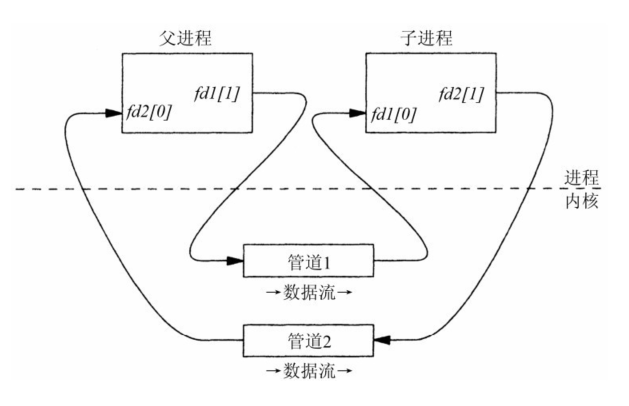 父进程
子进程
fd1[1]
fd2[0]
fd2[1]
fd1[0]
进程
内核
管道1
→数据流→
管道2
→数据流→